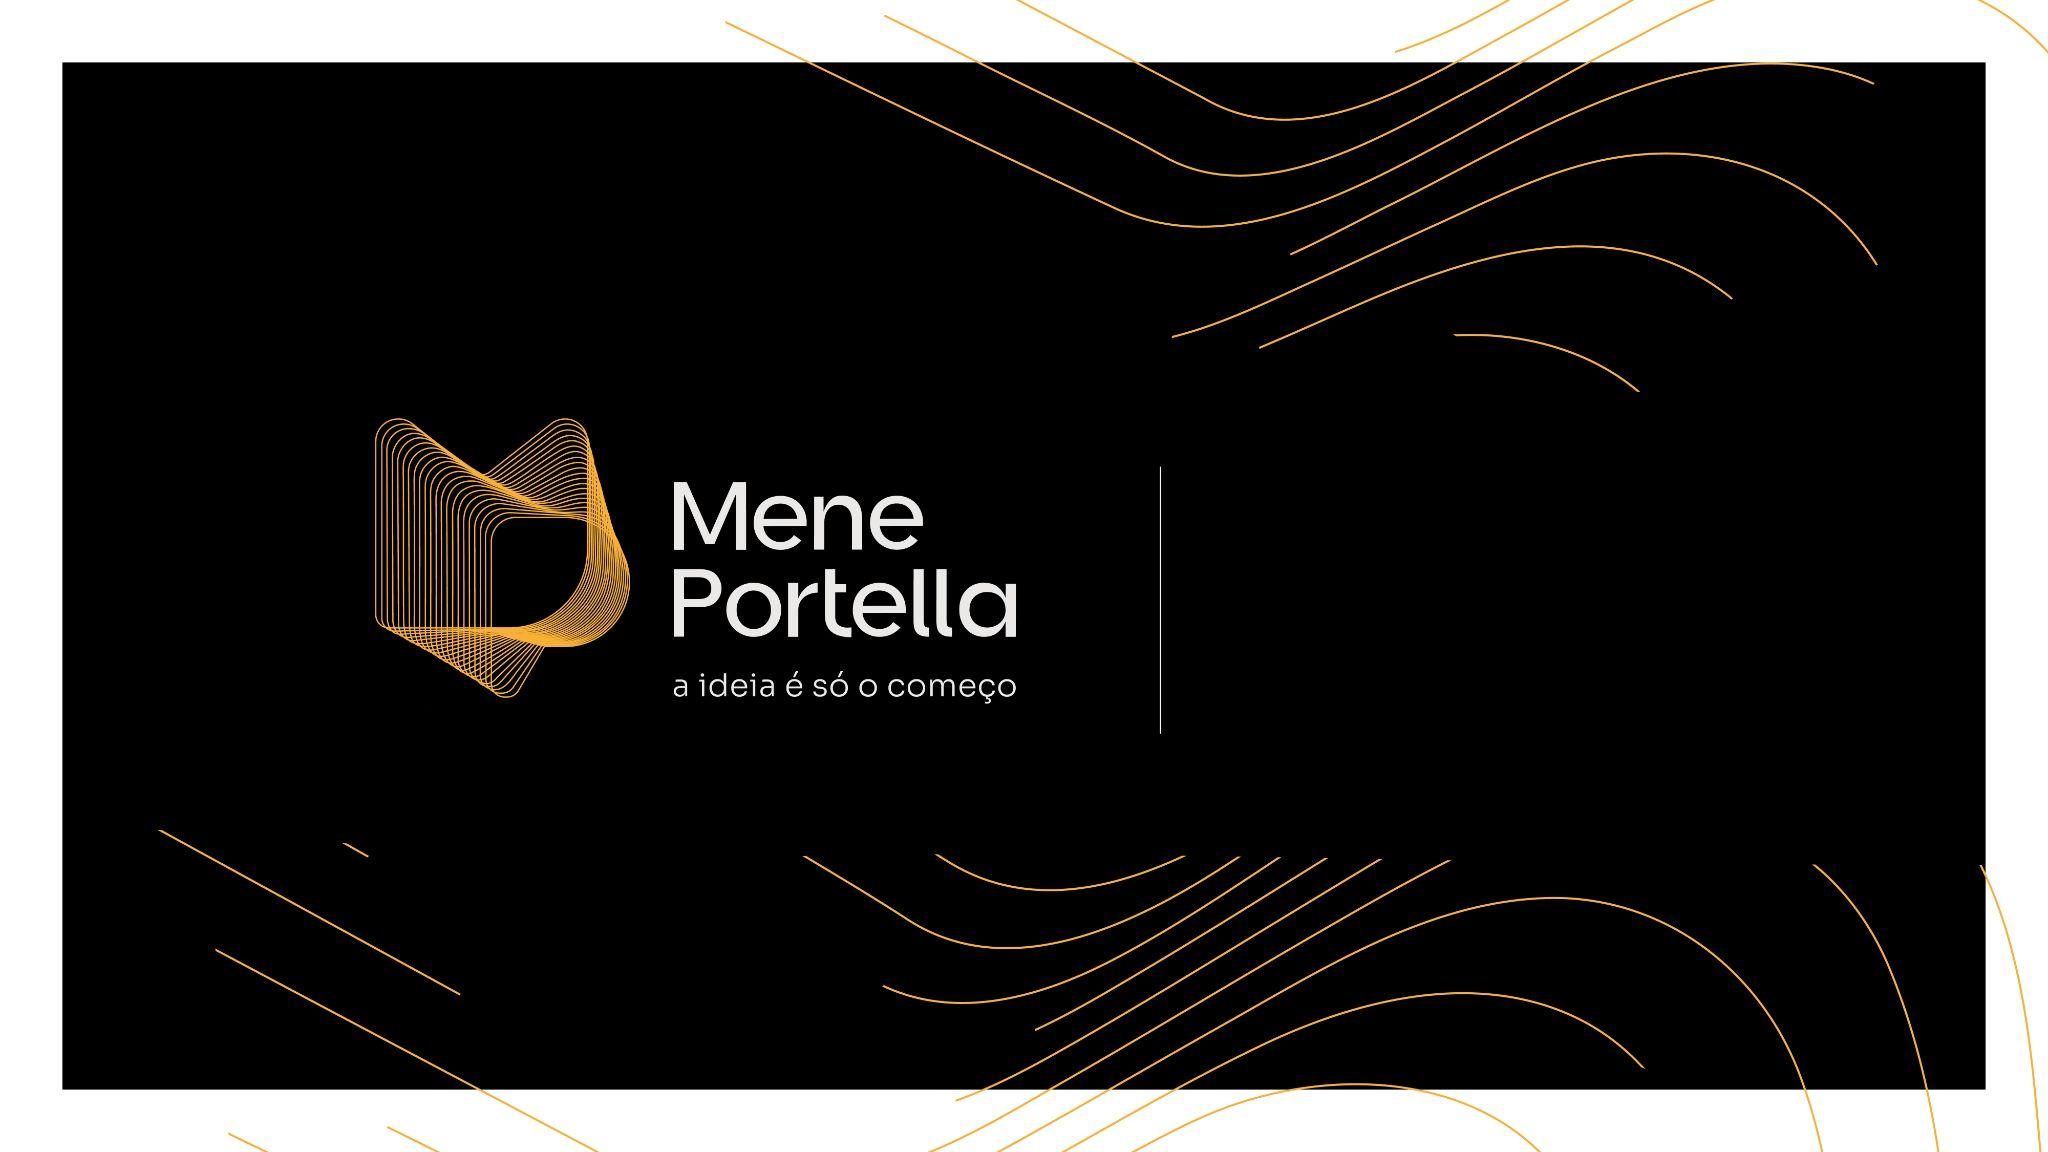 Mene
Portella
a ideia é só o começo